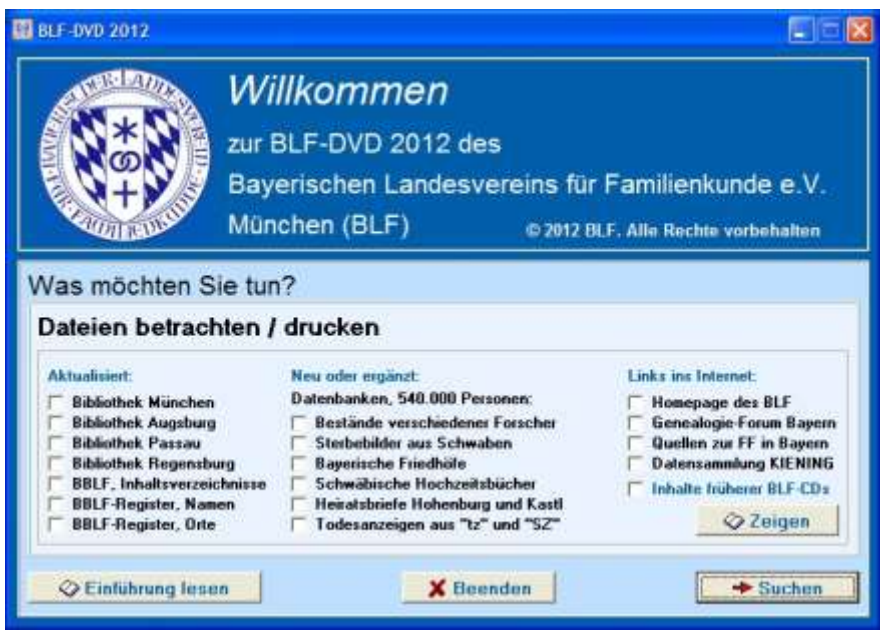 BLF-DVD 2012
BAYERISCHER LANDESVEREIN
FÜR FAMILIENKUNDE
Willkommen
zur BLF-DVD 2012 des
Bayerischen Landesvereins für Familienkunde e.V.
München (BLF)
© 2012 BLF. Alle Rechte vorbehalten
Was möchten Sie tun?
Dateien betrachten / drucken
Aktualisiert:
Bibliothek München
Bibliothek Augsburg
Bibliothek Passau
Bibliothek Regensburg
BBLF, Inhaltsverzeichnisse
BBLF-Register, Namen
BBLF-Register, Orte
Neu oder ergänzt:
Datenbanken, 540.000 Personen:
Bestände verschiedener Forscher
Sterbebilder aus Schwaben
Bayerische Friedhöfe
Schwäbische Hochzeitsbücher
Heiratsbriefe Hohenburg und Kastl
Todesanzeigen aus "tz" und "SZ"
Links ins Internet:
Homepage des BLF
Genealogie-Forum Bayern
Quellen zur FF in Bayern
Datensammlung KIENING
Inhalte früherer BLF-CDs
Zeigen
Einführung lesen
Beenden
Suchen